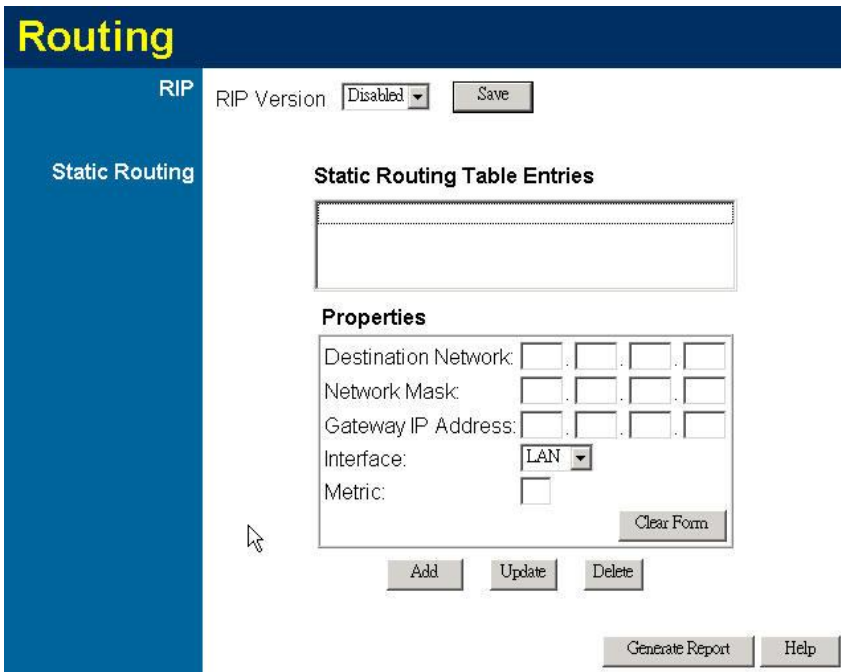 Routing
RIP
RIP Version Disabled Save
Static Routing
Static Routing Table Entries
Properties
Destination Network: . . .
Network Mask: . . .
Gateway IP Address: . . .
Interface: LAN
Metric:
Clear Form
Add Update Delete
Generate Report Help